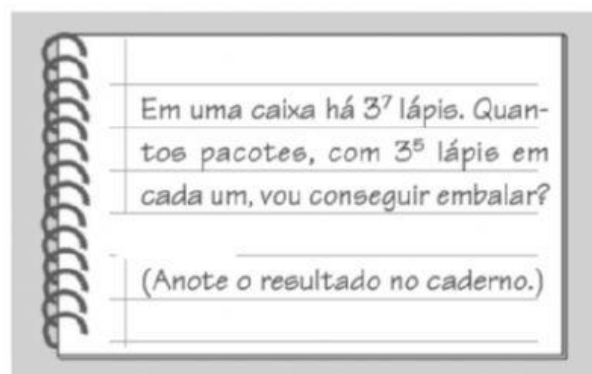 Em uma caixa há 3⁷ lápis. Quan-
tos pacotes, com 3⁵ lápis em
cada um, vou conseguir embalar?
(Anote o resultado no caderno.)